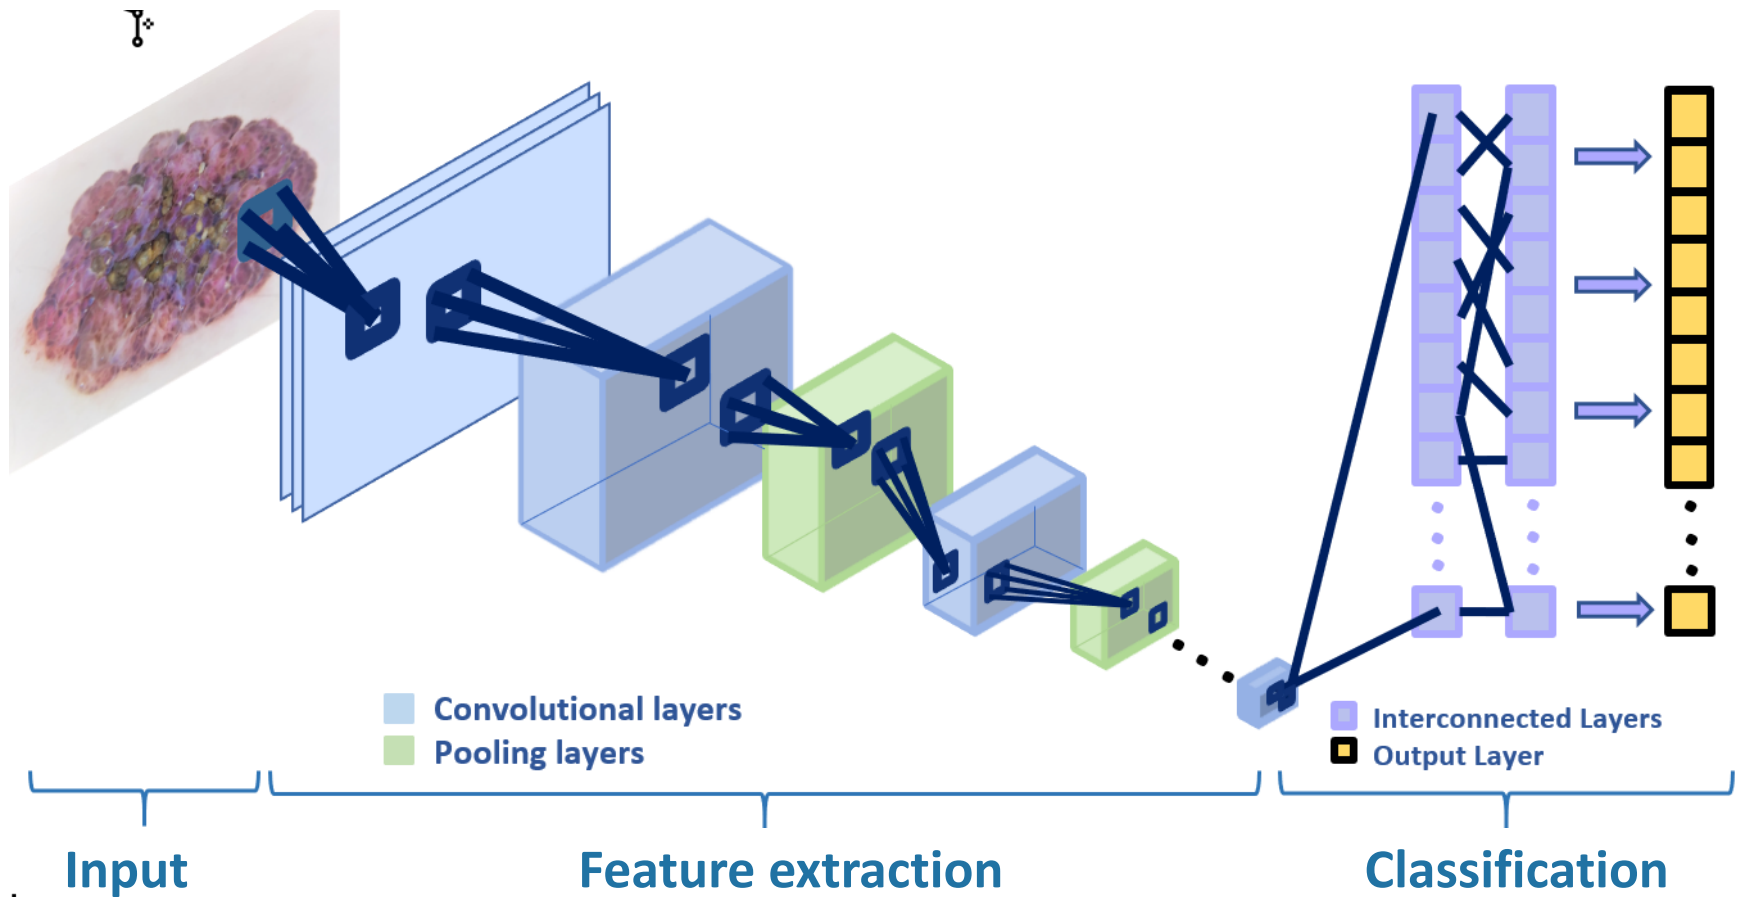 Convolutional layers
Pooling layers
Interconnected Layers
Output Layer
Input
Feature extraction
Classification